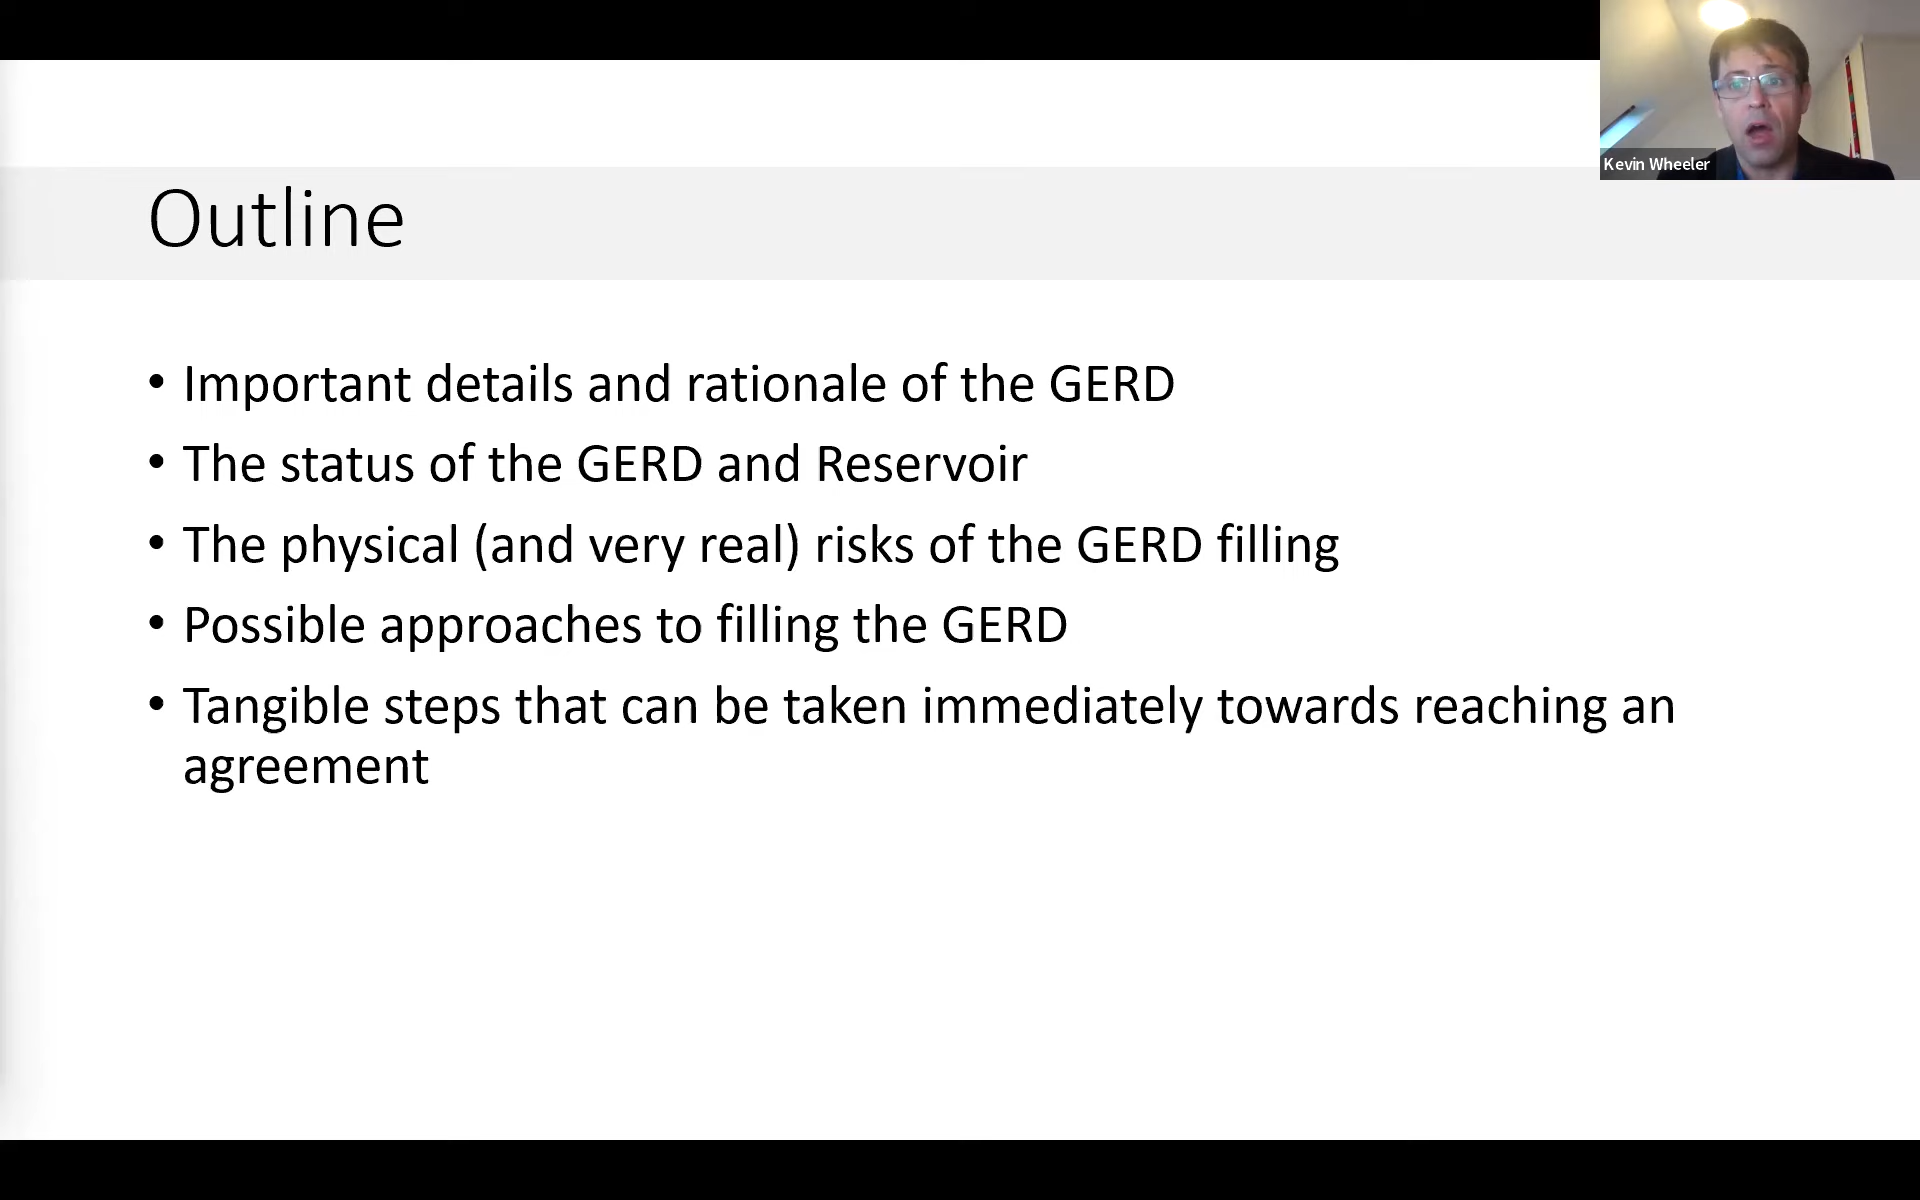 Kevin Wheeler
Outline
• Important details and rationale of the GERD
• The status of the GERD and Reservoir
• The physical (and very real) risks of the GERD filling
• Possible approaches to filling the GERD
• Tangible steps that can be taken immediately towards reaching an
agreement